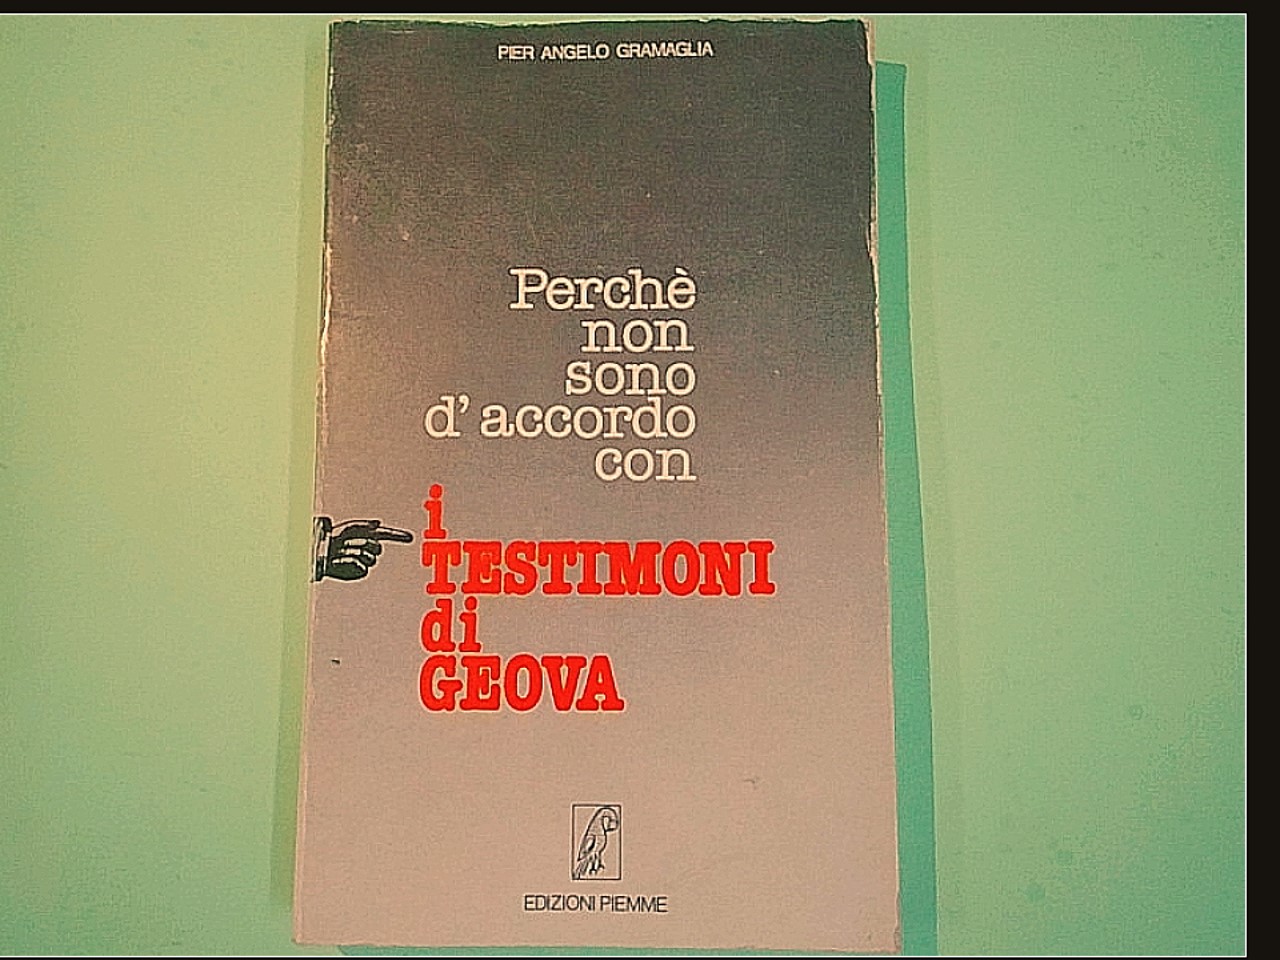 PIER ANGELO GRAMAGLIA
Perchè
non
sono
d'accordo
con
i
TESTIMONI
di
GEOVA
EDIZIONI PIEMME